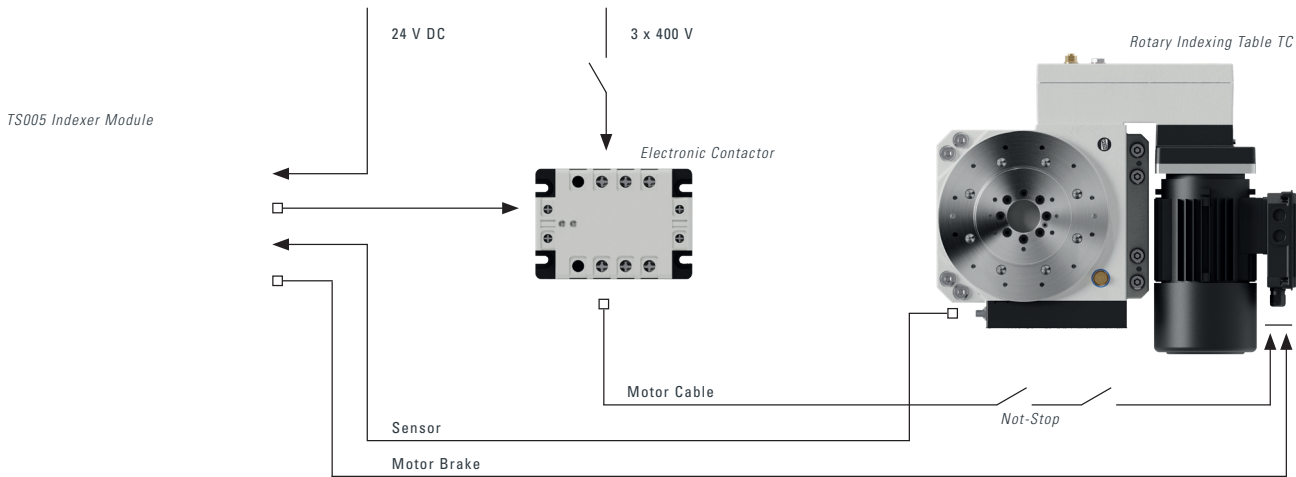 24 V DC
3 x 400 V
Rotary Indexing Table TC
TS005 Indexer Module
Electronic Contactor
Motor Cable
Not-Stop
Sensor
Motor Brake